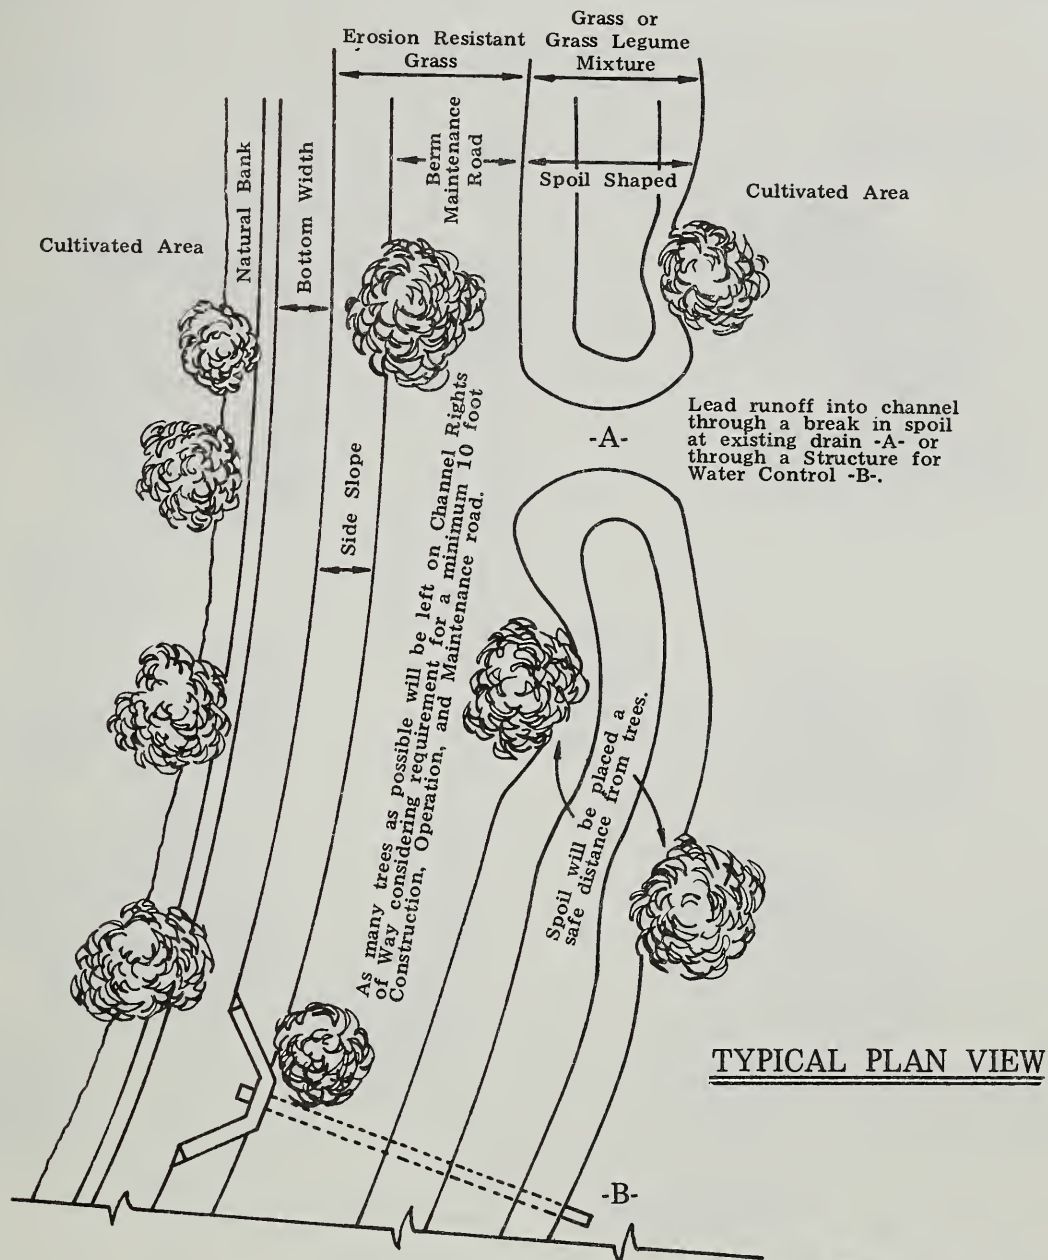 Grass or
Grass Legume
Mixture
Erosion Resistant
Grass
Berm
Maintenance
Road
Spoil Shaped
Cultivated Area
Natural Bank
Bottom Width
Cultivated Area
Side Slope
-A-
Lead runoff into channel
through a break in spoil
at existing drain -A- or
through a Structure for
Water Control -B-.
As many trees as possible will be left on Channel Rights
of Way considering requirement for a minimum 10 foot
Construction, Operation, and Maintenance road.
Spoil will be placed a
safe distance from trees.
TYPICAL PLAN VIEW
-B-